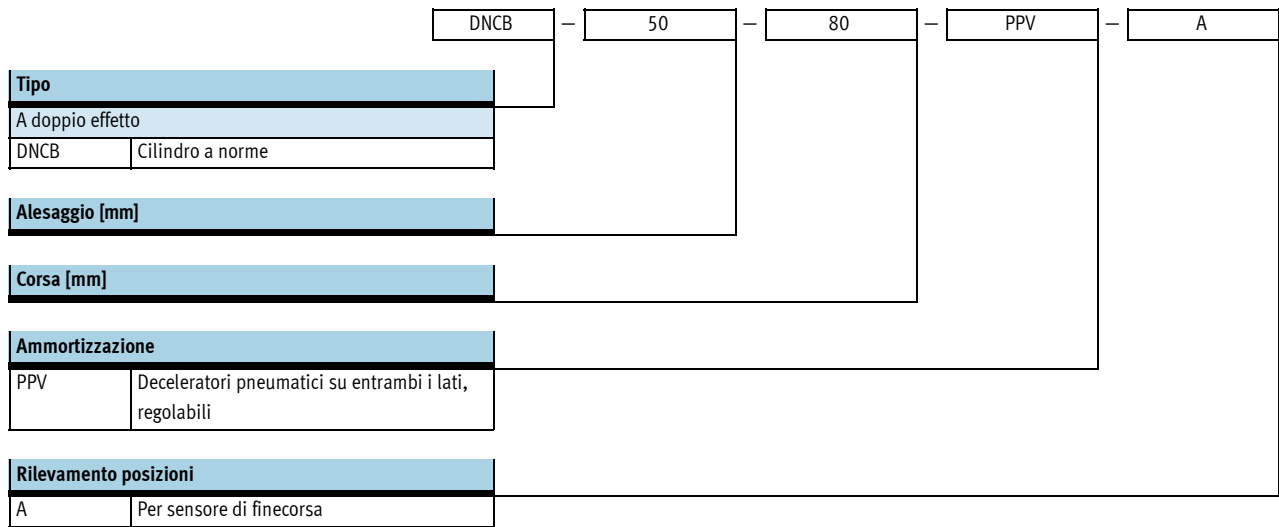 DNCB – 50 – 80 – PPV – A
Tipo
A doppio effetto
DNCB Cilindro a norme
Alesaggio [mm]
Corsa [mm]
Ammortizzazione
PPV Deceleratori pneumatici su entrambi i lati,
regolabili
Rilevamento posizioni
A Per sensore di finecorsa